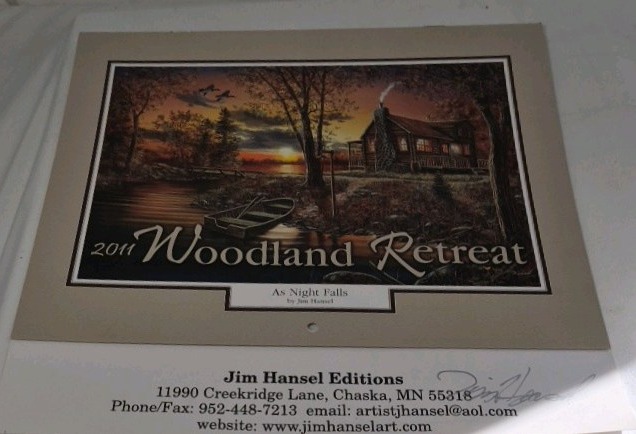 2011 Woodland Retreat
As Night Falls
by Jim Hansel
Jim Hansel Editions
11990 Creekridge Lane, Chaska, MN 55318
Phone/Fax: 952-448-7213 email: artistjhansel@aol.com
website: www.jimhanselart.com